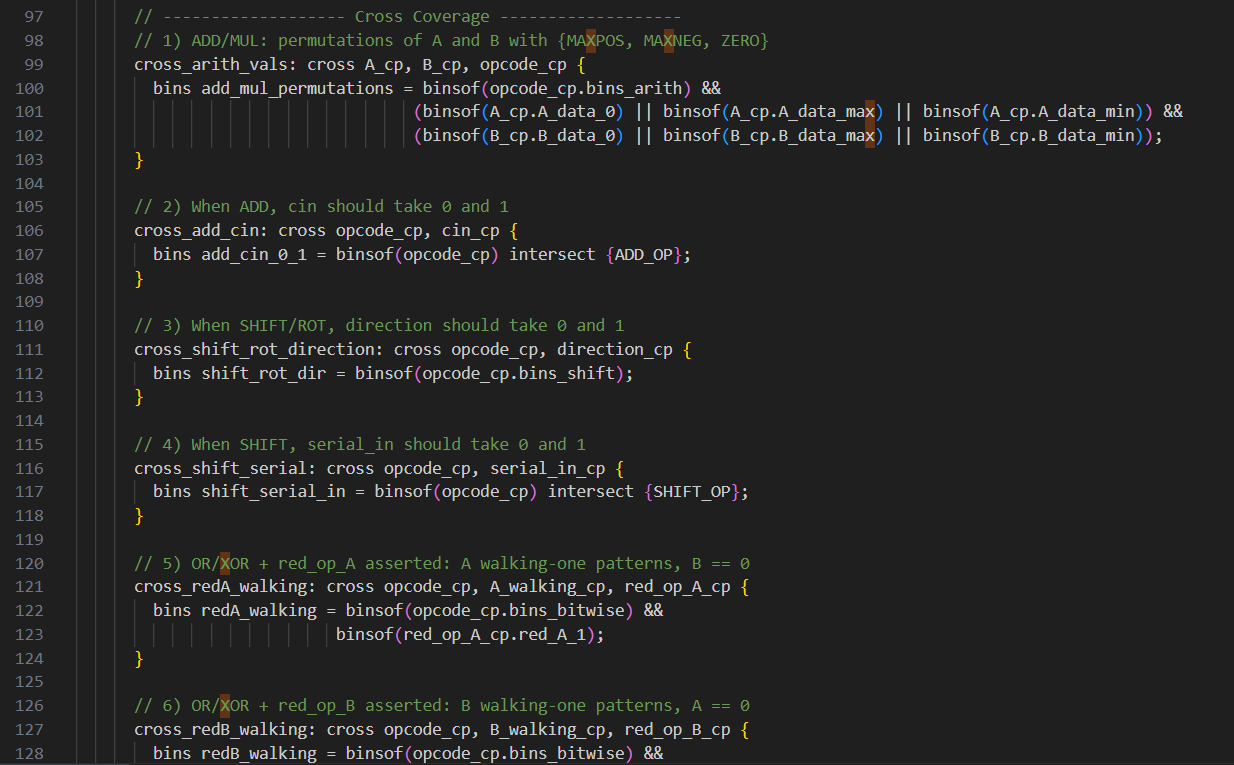 97 // ------------------- Cross Coverage -------------------
98 // 1) ADD/MUL: permutations of A and B with {MAXPOS, MAXNEG, ZERO}
99 cross_arith_vals: cross A_cp, B_cp, opcode_cp {
100 bins add_mul_permutations = binsof(opcode_cp.bins_arith) &&
101 (binsof(A_cp.A_data_0) || binsof(A_cp.A_data_max) || binsof(A_cp.A_data_min)) &&
102 (binsof(B_cp.B_data_0) || binsof(B_cp.B_data_max) || binsof(B_cp.B_data_min));
103 }
104
105 // 2) When ADD, cin should take 0 and 1
106 cross_add_cin: cross opcode_cp, cin_cp {
107 bins add_cin_0_1 = binsof(opcode_cp) intersect {ADD_OP};
108 }
109
110 // 3) When SHIFT/ROT, direction should take 0 and 1
111 cross_shift_rot_direction: cross opcode_cp, direction_cp {
112 bins shift_rot_dir = binsof(opcode_cp.bins_shift);
113 }
114
115 // 4) When SHIFT, serial_in should take 0 and 1
116 cross_shift_serial: cross opcode_cp, serial_in_cp {
117 bins shift_serial_in = binsof(opcode_cp) intersect {SHIFT_OP};
118 }
119
120 // 5) OR/XOR + red_op_A asserted: A walking-one patterns, B == 0
121 cross_redA_walking: cross opcode_cp, A_walking_cp, red_op_A_cp {
122 bins redA_walking = binsof(opcode_cp.bins_bitwise) &&
123 binsof(red_op_A_cp.red_A_1);
124 }
125
126 // 6) OR/XOR + red_op_B asserted: B walking-one patterns, A == 0
127 cross_redB_walking: cross opcode_cp, B_walking_cp, red_op_B_cp {
128 bins redB_walking = binsof(opcode_cp.bins_bitwise) &&